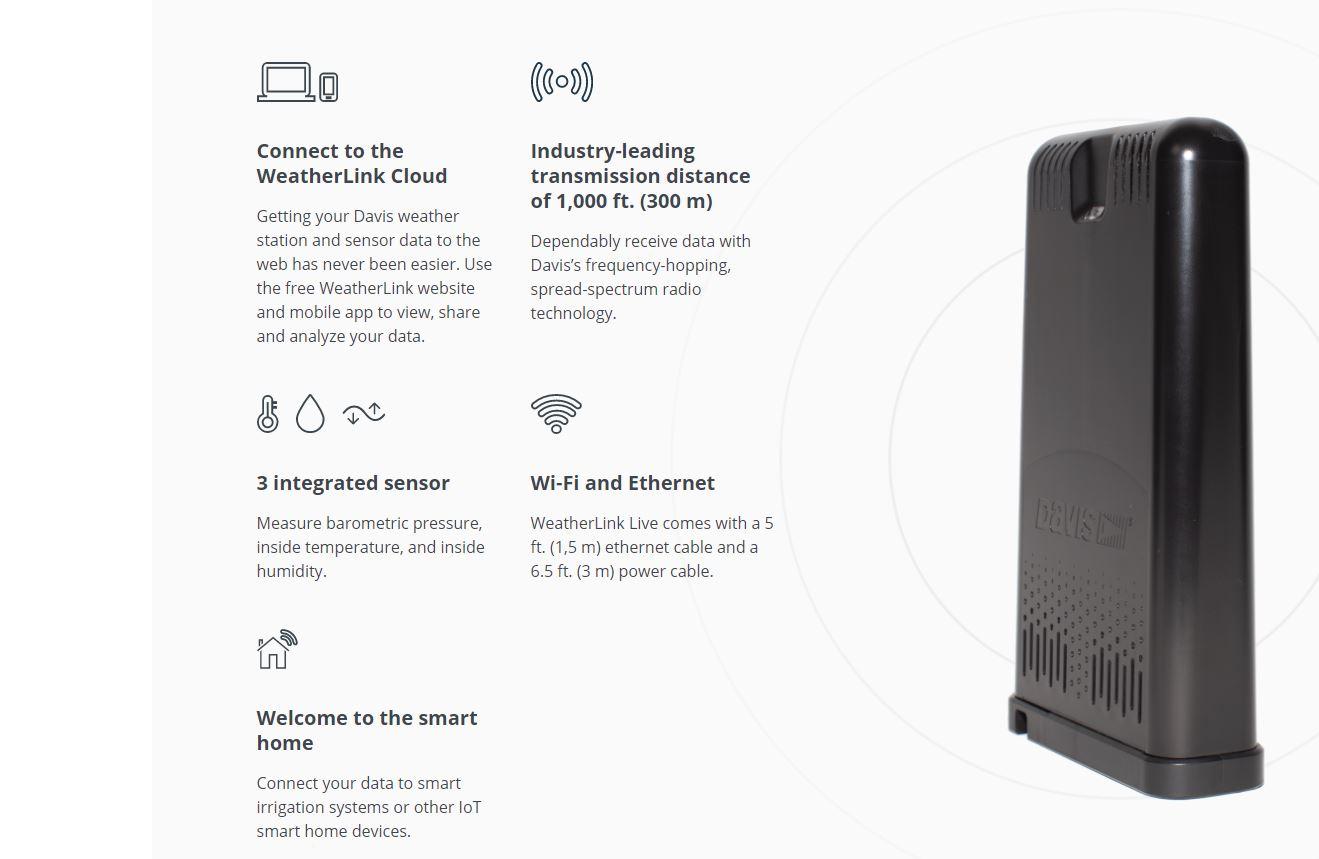 Connect to the
WeatherLink Cloud
Getting your Davis weather
station and sensor data to the
web has never been easier. Use
the free WeatherLink website
and mobile app to view, share
and analyze your data.
Industry-leading
transmission distance
of 1,000 ft. (300 m)
Dependably receive data with
Davis’s frequency-hopping,
spread-spectrum radio
technology.
3 integrated sensor
Measure barometric pressure,
inside temperature, and inside
humidity.
Wi-Fi and Ethernet
WeatherLink Live comes with a 5
ft. (1,5 m) ethernet cable and a
6.5 ft. (3 m) power cable.
Welcome to the smart
home
Connect your data to smart
irrigation systems or other IoT
smart home devices.
DAVIS